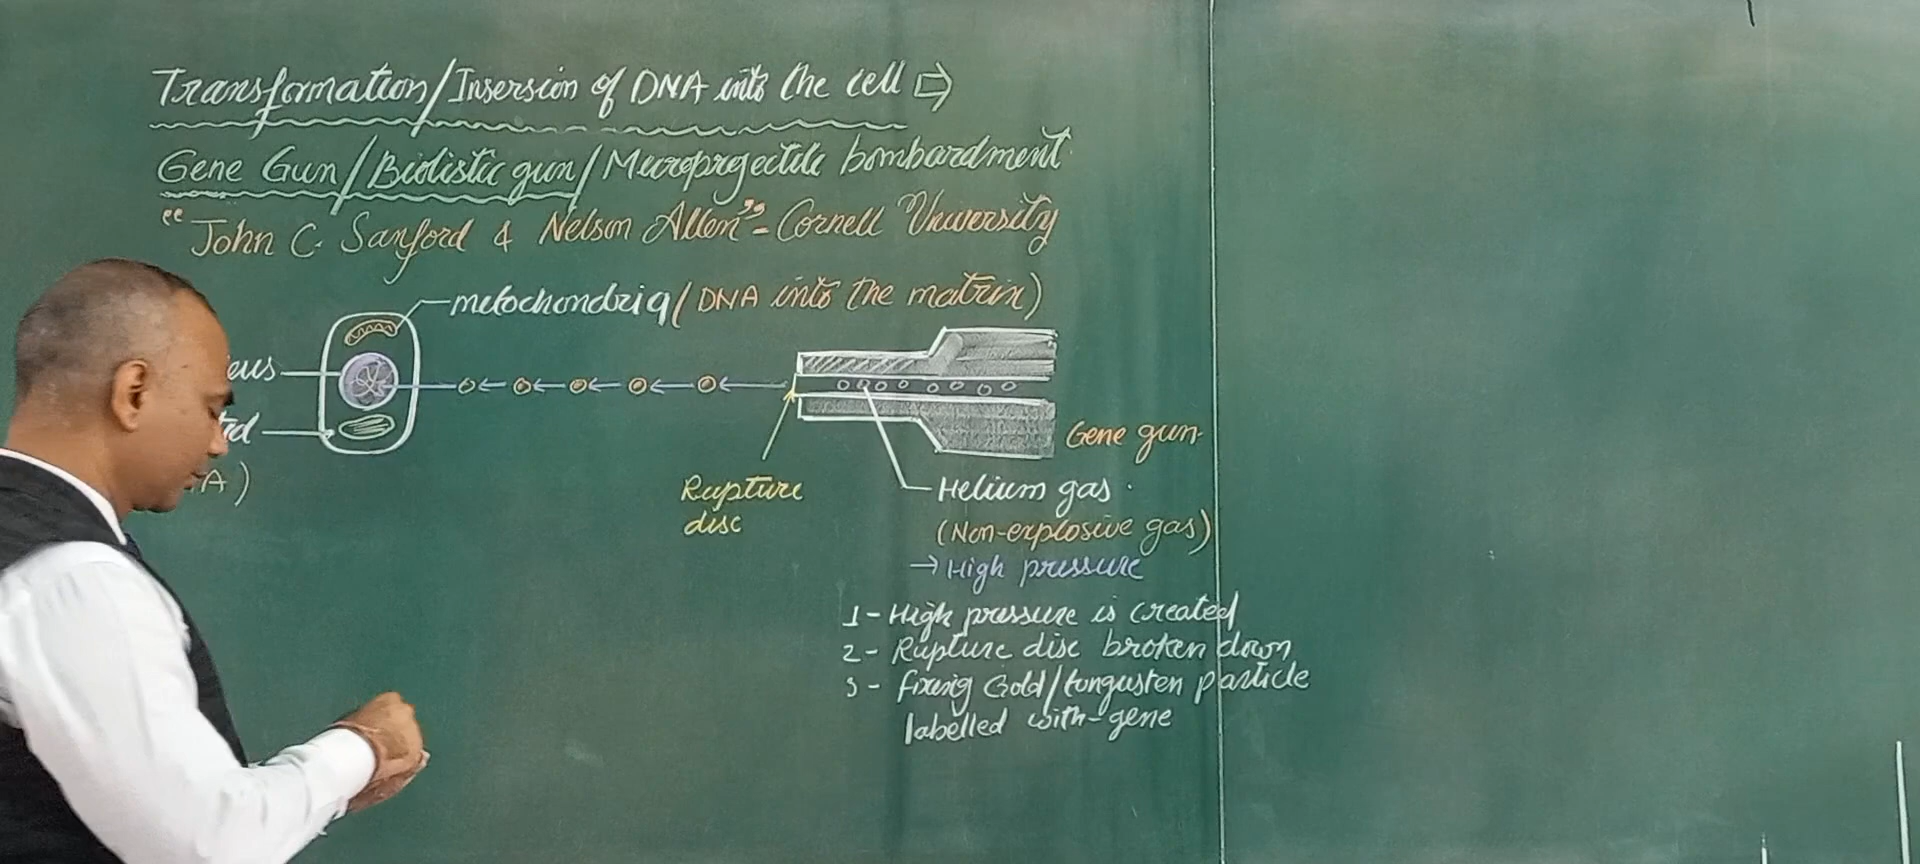 Transformation/Insersion of DNA into the cell ⇨
Gene Gun/Biolistic gun/Microprojectile bombardment
"John C. Sanford & Nelson Allen" - Cornell University
mitochondria (DNA into the matrix)
eus
tid
A)
Gene gun
Rupture
disc
Helium gas
(Non-explosive gas)
→ High pressure
1 - High pressure is created
2 - Rupture disc broken down
3 - fixing Gold/tungusten particle
labelled with-gene